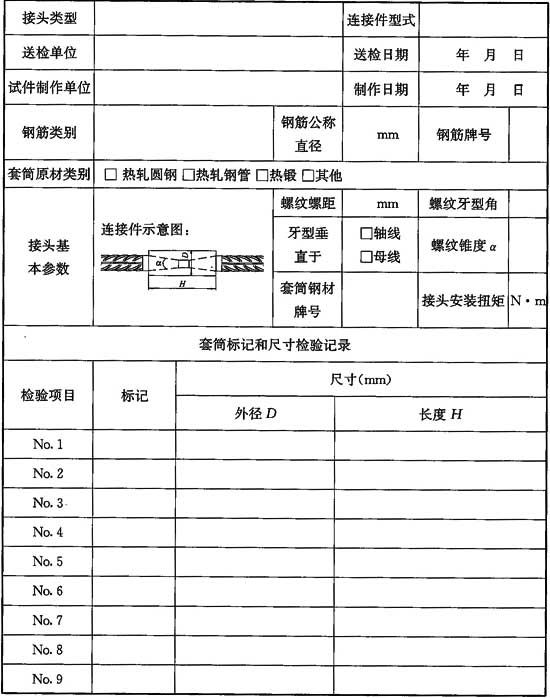 接头类型 连接件型式
送检单位 送检日期 年 月 日
试件制作单位 制作日期 年 月 日
钢筋类别 钢筋公称直径 mm 钢筋牌号
套筒原材类别 □ 热轧圆钢 □热轧钢管 □热锻 □其他
接头基本参数 连接件示意图: 螺纹螺距 mm 螺纹牙型角
D
α
H
牙型垂直于 □轴线 □母线 螺纹锥度 α
套筒钢材牌号 接头安装扭矩 N·m
套筒标记和尺寸检验记录
检验项目 标记 尺寸(mm)
外径 D 长度 H
No. 1
No. 2
No. 3
No. 4
No. 5
No. 6
No. 7
No. 8
No. 9